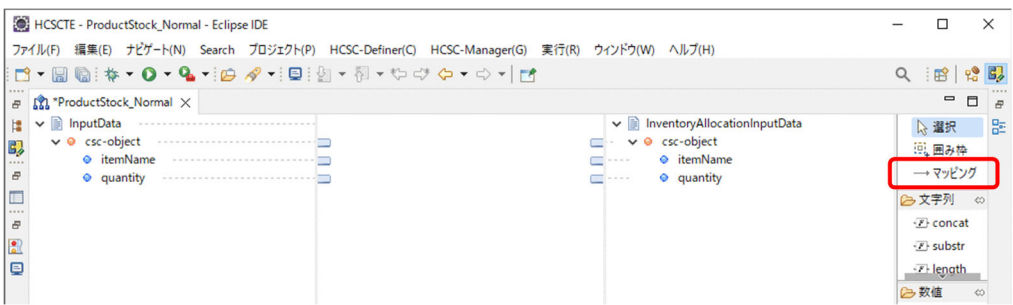 HCSCTE - ProductStock_Normal - Eclipse IDE
ファイル(F) 編集(E) ナビゲート(N) Search プロジェクト(P) HCSC-Definer(C) HCSC-Manager(G) 実行(R) ウィンドウ(W) ヘルプ(H)
*ProductStock_Normal
InputData InventoryAllocationInputData 選択
csc-object csc-object 囲み枠
itemName itemName マッピング
quantity quantity
文字列
concat
substr
length
数値